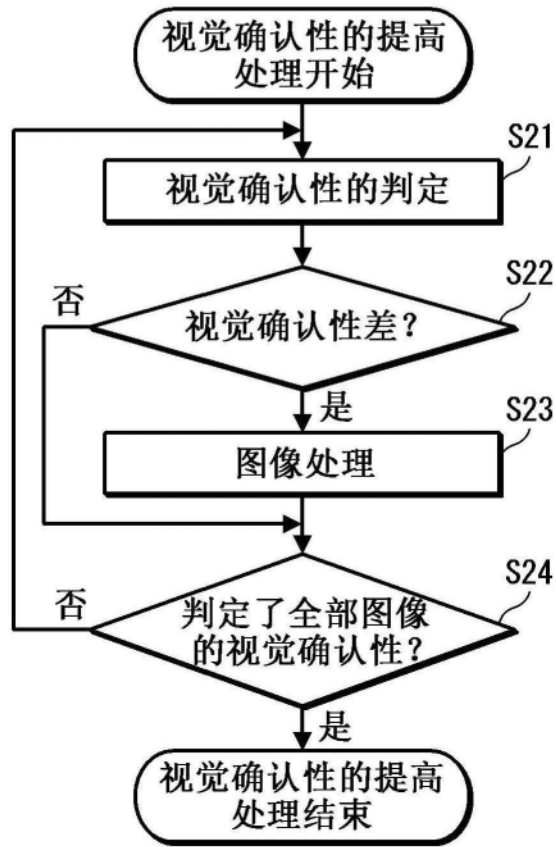 视觉确认性的提高
处理开始
S21
视觉确认性的判定
S22
否
视觉确认性差？
是
S23
图像处理
S24
否
判定了全部图像
的视觉确认性？
是
视觉确认性的提高
处理结束